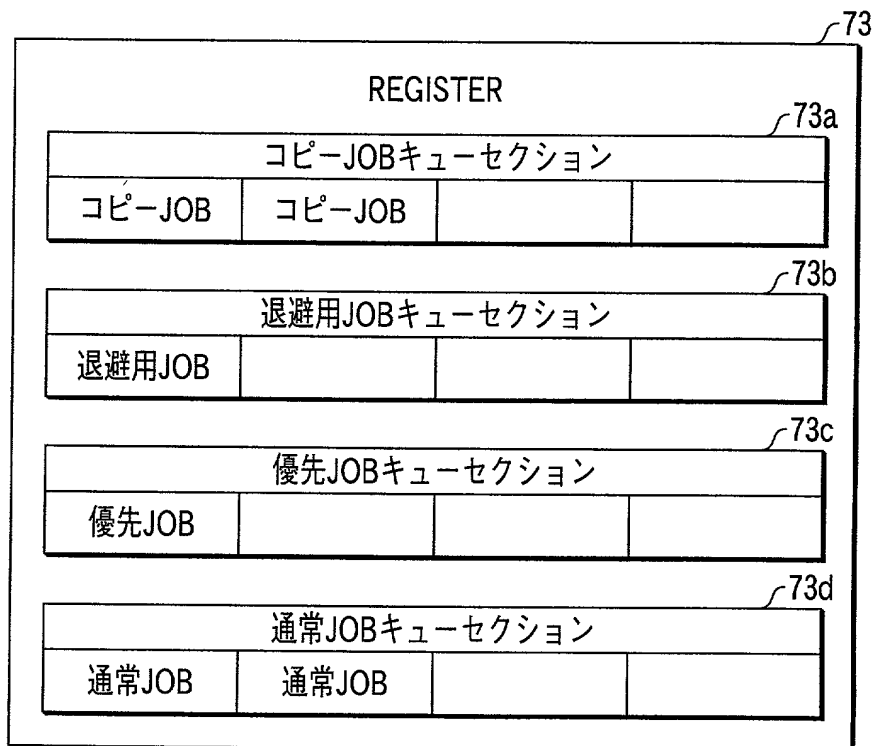 73
REGISTER
73a
コピーJOBキューセクション
コピーJOB コピーJOB
73b
退避用JOBキューセクション
退避用JOB
73c
優先JOBキューセクション
優先JOB
73d
通常JOBキューセクション
通常JOB 通常JOB